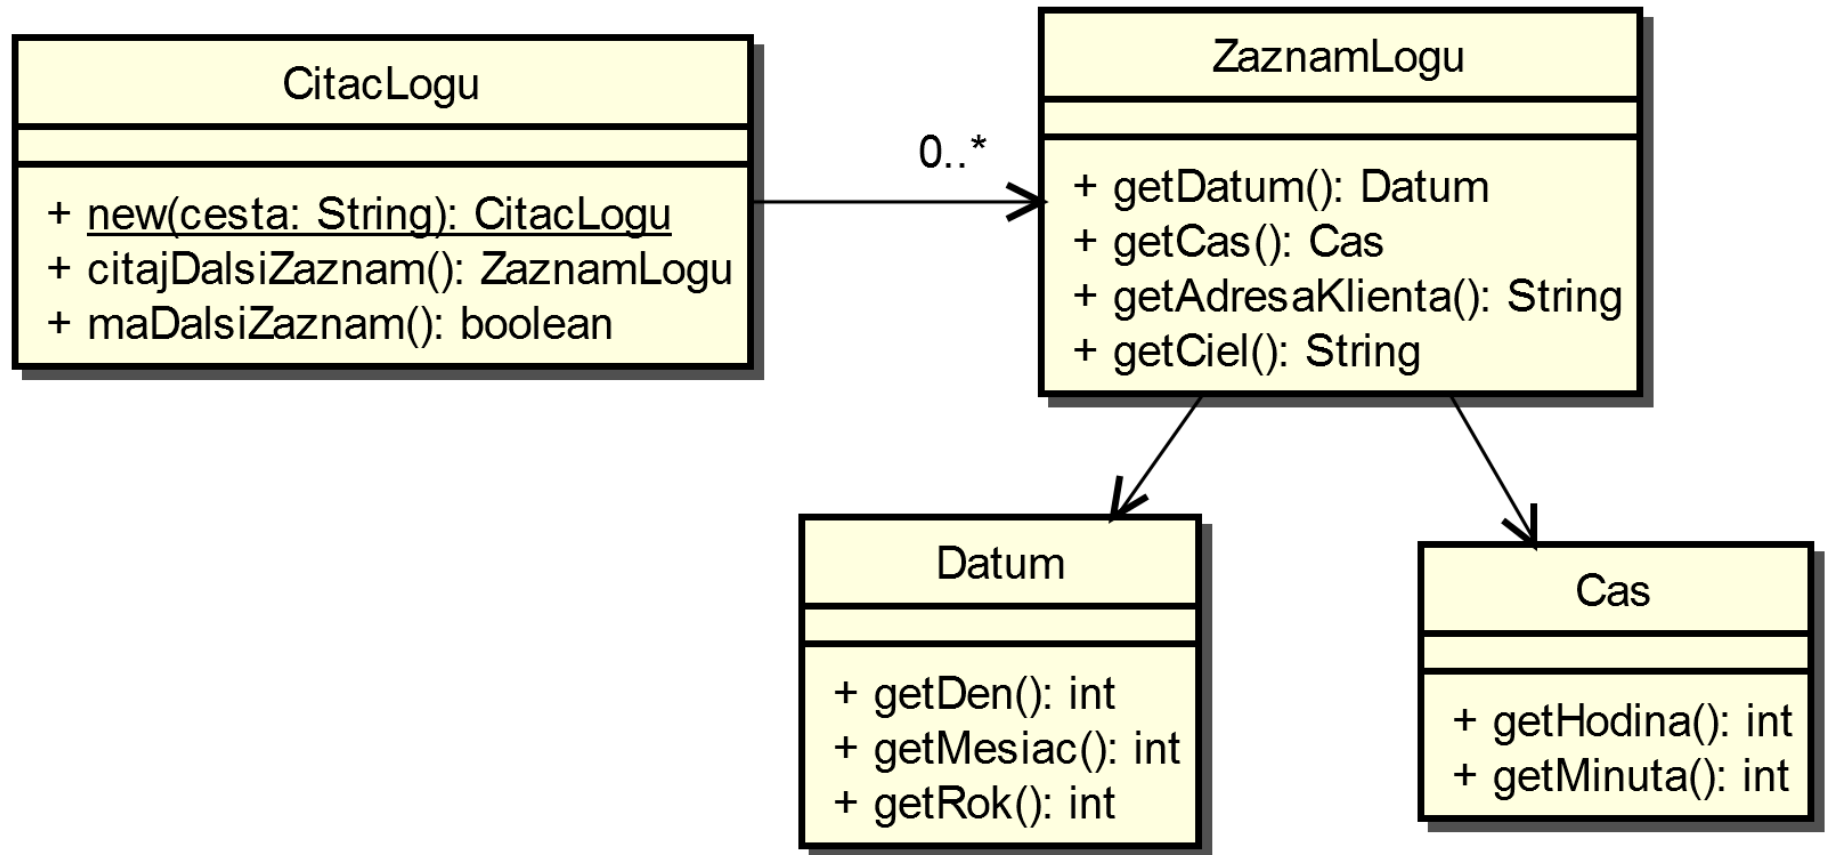 CitacLogu
+ new(cesta: String): CitacLogu
+ citajDalsiZaznam(): ZaznamLogu
+ maDalsiZaznam(): boolean
0..*
ZaznamLogu
+ getDatum(): Datum
+ getCas(): Cas
+ getAdresaKlienta(): String
+ getCiel(): String
Datum
+ getDen(): int
+ getMesiac(): int
+ getRok(): int
Cas
+ getHodina(): int
+ getMinuta(): int